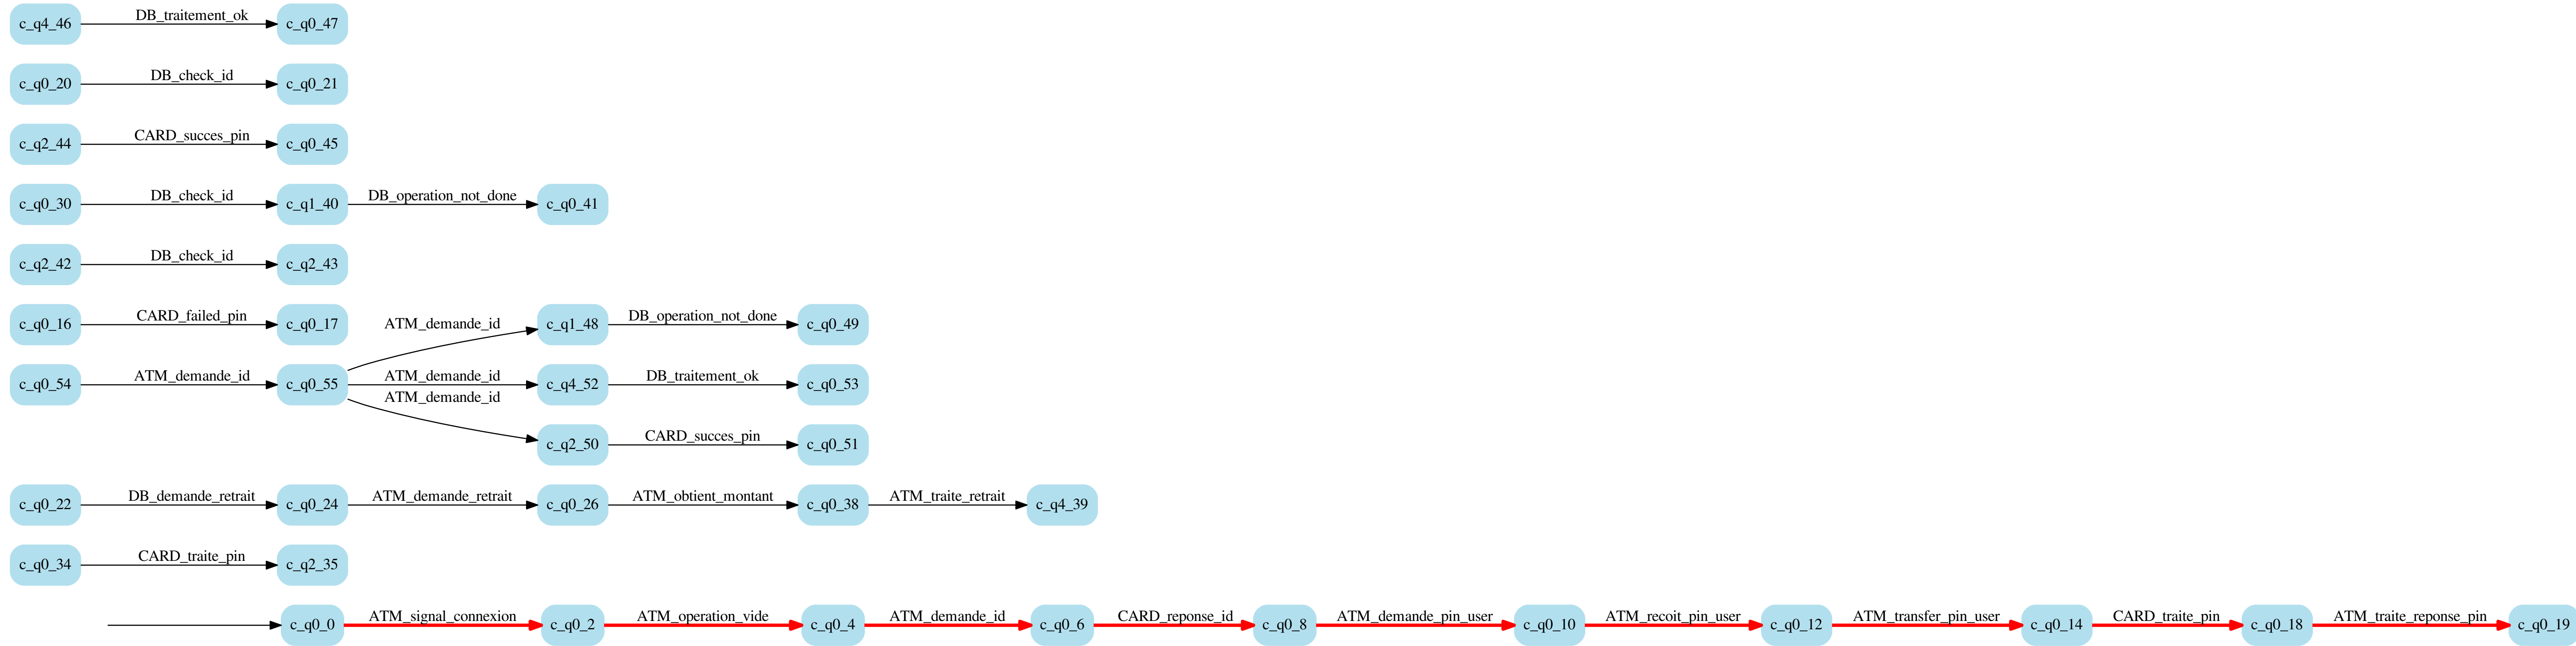 c_q4_46 DB_traitement_ok c_q0_47
c_q0_20 DB_check_id c_q0_21
c_q2_44 CARD_succes_pin c_q0_45
c_q0_30 DB_check_id c_q1_40 DB_operation_not_done c_q0_41
c_q2_42 DB_check_id c_q2_43
c_q0_16 CARD_failed_pin c_q0_17 ATM_demande_id c_q1_48 DB_operation_not_done c_q0_49
c_q0_54 ATM_demande_id c_q0_55 ATM_demande_id c_q4_52 DB_traitement_ok c_q0_53
ATM_demande_id
c_q2_50 CARD_succes_pin c_q0_51
c_q0_22 DB_demande_retrait c_q0_24 ATM_demande_retrait c_q0_26 ATM_obtient_montant c_q0_38 ATM_traite_retrait c_q4_39
c_q0_34 CARD_traite_pin c_q2_35
c_q0_0 ATM_signal_connexion c_q0_2 ATM_operation_vide c_q0_4 ATM_demande_id c_q0_6 CARD_reponse_id c_q0_8 ATM_demande_pin_user c_q0_10 ATM_recoit_pin_user c_q0_12 ATM_transfer_pin_user c_q0_14 CARD_traite_pin c_q0_18 ATM_traite_reponse_pin c_q0_19